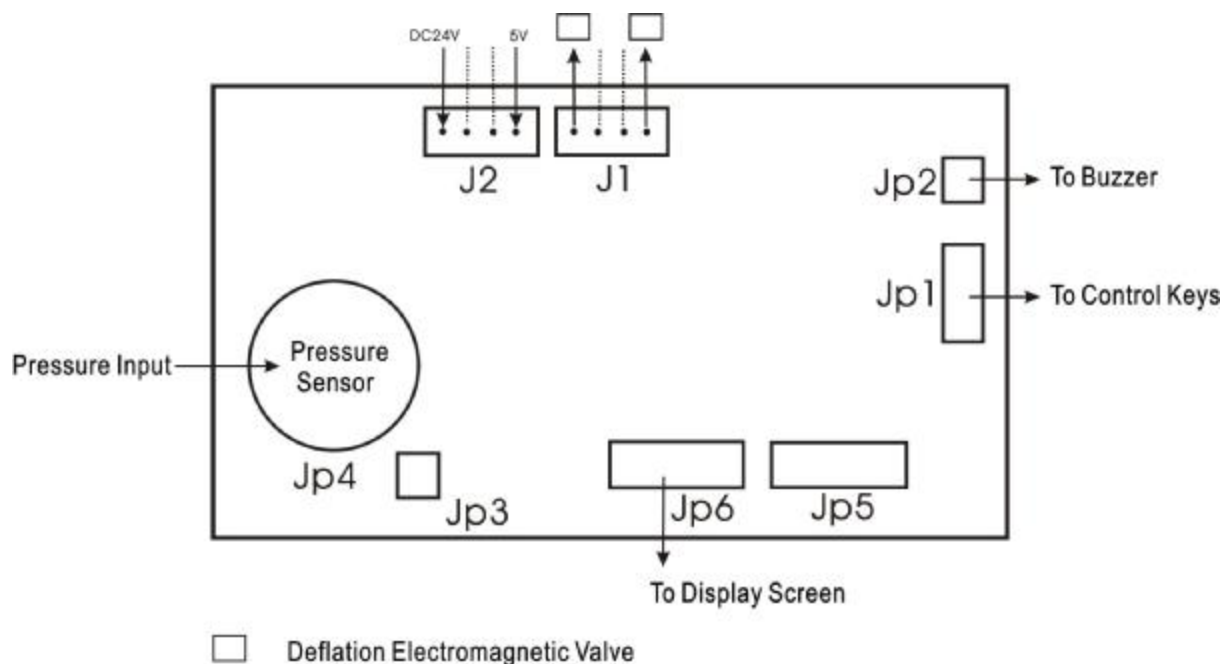 DC24V 5V
J2 J1
Jp2 To Buzzer
Jp1 To Control Keys
Pressure Input
Pressure
Sensor
Jp4
Jp3
Jp6 Jp5
To Display Screen
Deflation Electromagnetic Valve